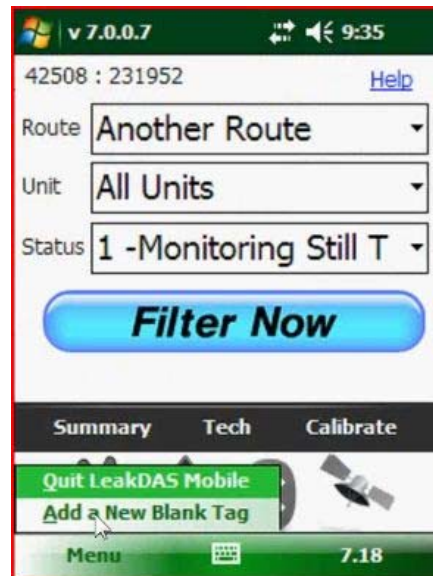 v 7.0.0.7 9:35
42508 : 231952 Help
Route Another Route
Unit All Units
Status 1 -Monitoring Still T
Filter Now
Summary Tech Calibrate
Quit LeakDAS Mobile
Add a New Blank Tag
Menu 7.18